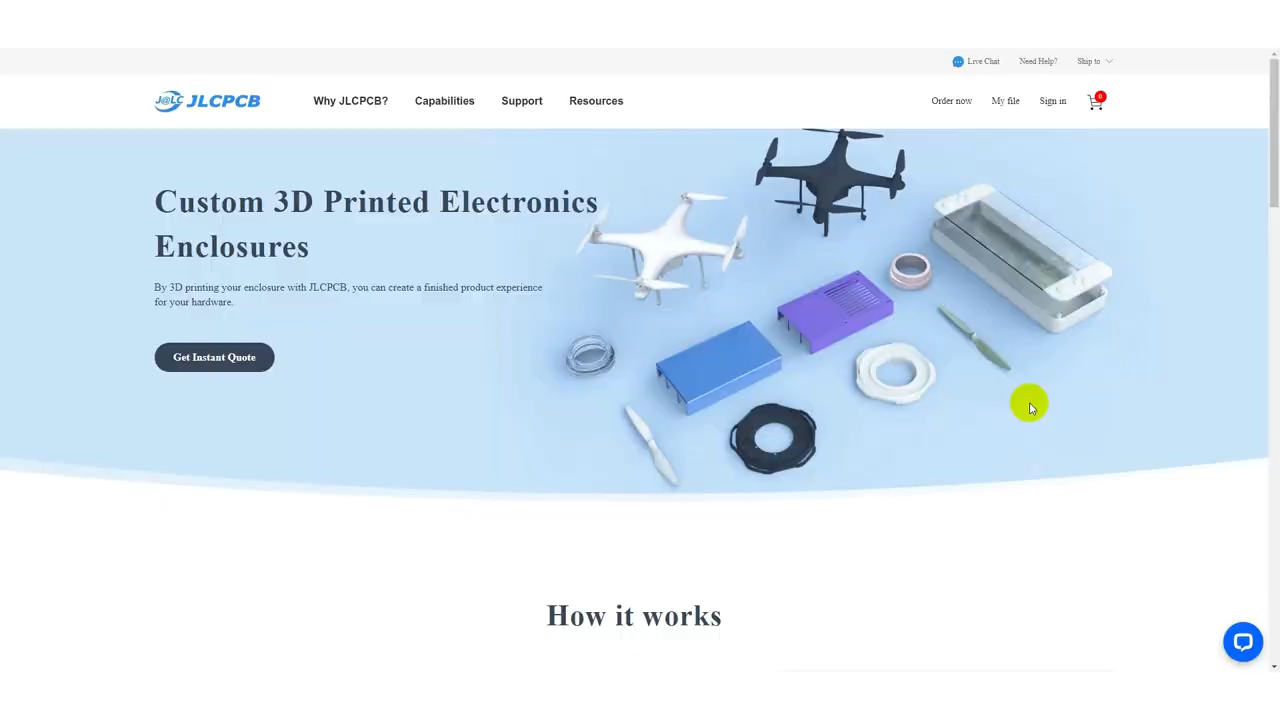 Live Chat Need Help? Ship to
J@LC JLCPCB Why JLCPCB? Capabilities Support Resources Order now My file Sign in 0
Custom 3D Printed Electronics
Enclosures
By 3D printing your enclosure with JLCPCB, you can create a finished product experience
for your hardware.
Get Instant Quote
How it works